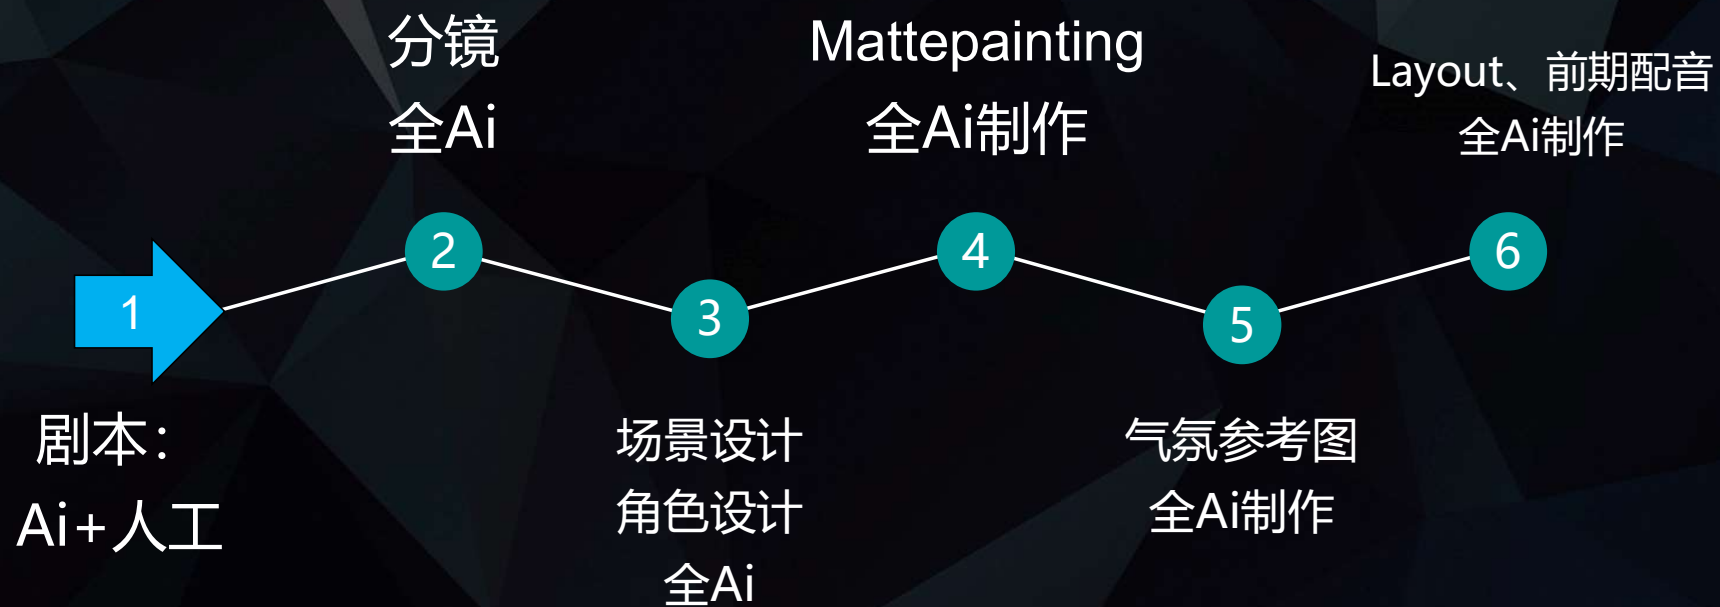 1
剧本：
Ai+人工
2
分镜
全Ai
3
场景设计
角色设计
全Ai
4
Mattepainting
全Ai制作
5
气氛参考图
全Ai制作
6
Layout、前期配音
全Ai制作